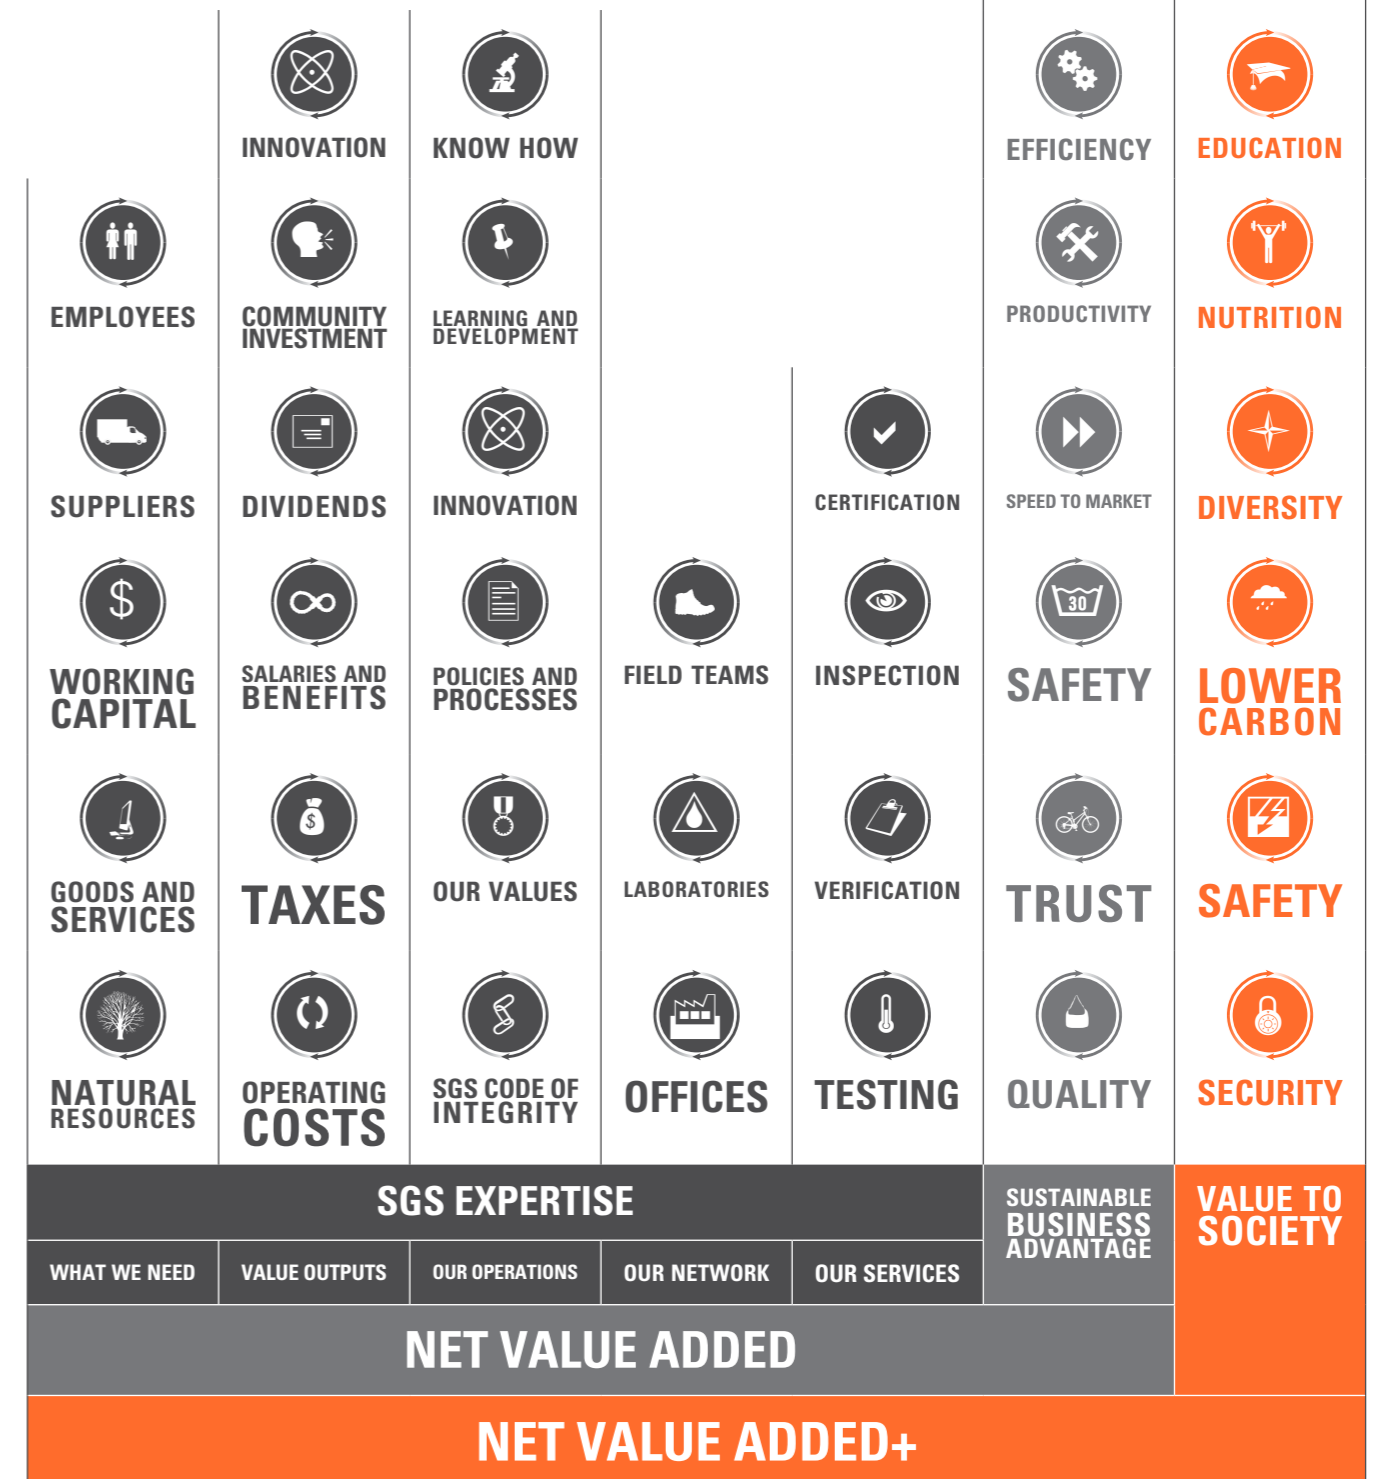 INNOVATION
KNOW HOW
EFFICIENCY
EDUCATION
EMPLOYEES
COMMUNITY
INVESTMENT
LEARNING AND
DEVELOPMENT
PRODUCTIVITY
NUTRITION
SUPPLIERS
DIVIDENDS
INNOVATION
CERTIFICATION
SPEED TO MARKET
DIVERSITY
$
30
WORKING
CAPITAL
SALARIES AND
BENEFITS
POLICIES AND
PROCESSES
FIELD TEAMS
INSPECTION
SAFETY
LOWER
CARBON
$
GOODS AND
SERVICES
TAXES
OUR VALUES
LABORATORIES
VERIFICATION
TRUST
SAFETY
NATURAL
RESOURCES
OPERATING
COSTS
SGS CODE OF
INTEGRITY
OFFICES
TESTING
QUALITY
SECURITY
SGS EXPERTISE
SUSTAINABLE
BUSINESS
ADVANTAGE
VALUE TO
SOCIETY
WHAT WE NEED
VALUE OUTPUTS
OUR OPERATIONS
OUR NETWORK
OUR SERVICES
NET VALUE ADDED
NET VALUE ADDED+